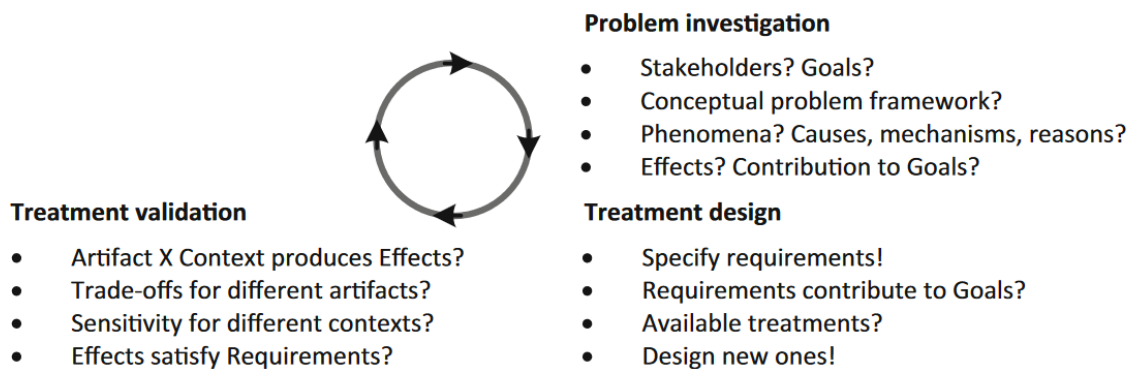 Problem investigation
• Stakeholders? Goals?
• Conceptual problem framework?
• Phenomena? Causes, mechanisms, reasons?
• Effects? Contribution to Goals?
Treatment validation
• Artifact X Context produces Effects?
• Trade-offs for different artifacts?
• Sensitivity for different contexts?
• Effects satisfy Requirements?
Treatment design
• Specify requirements!
• Requirements contribute to Goals?
• Available treatments?
• Design new ones!